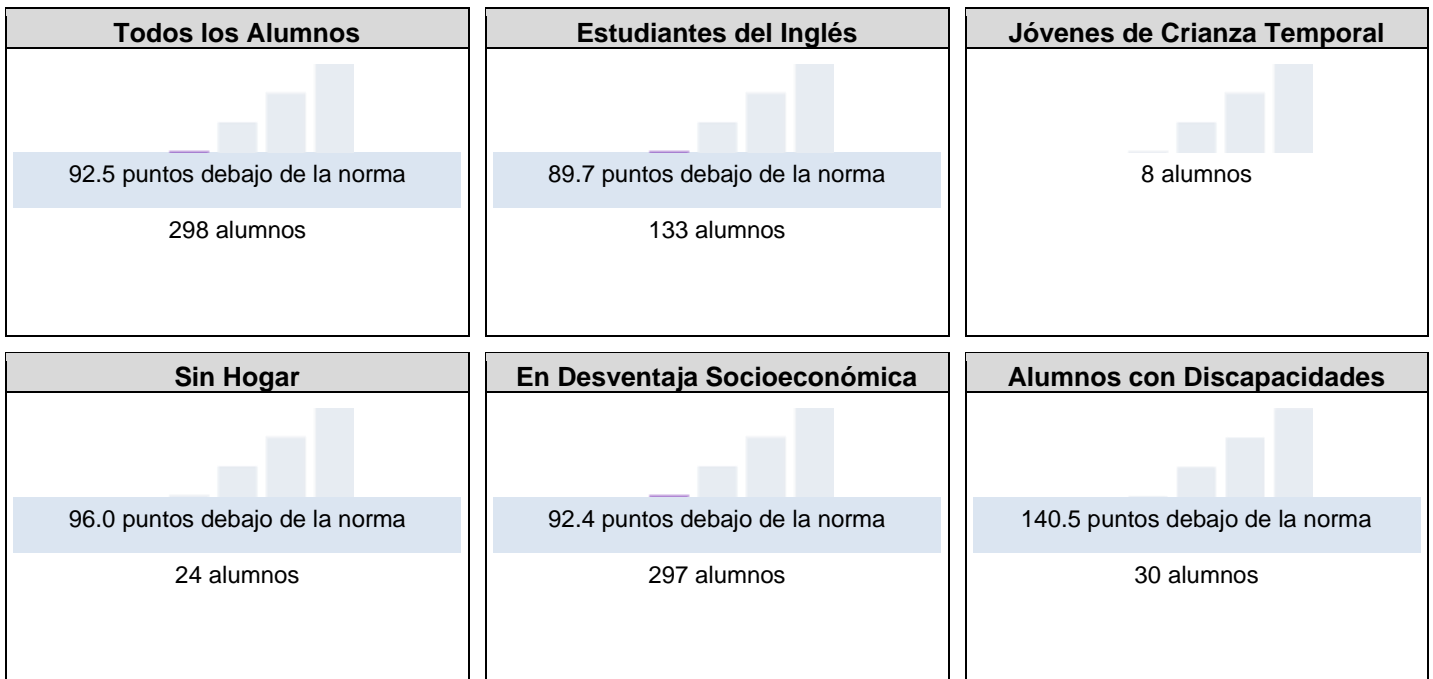 Todos los Alumnos
92.5 puntos debajo de la norma
298 alumnos
Estudiantes del Inglés
89.7 puntos debajo de la norma
133 alumnos
Jóvenes de Crianza Temporal
8 alumnos
Sin Hogar
96.0 puntos debajo de la norma
24 alumnos
En Desventaja Socioeconómica
92.4 puntos debajo de la norma
297 alumnos
Alumnos con Discapacidades
140.5 puntos debajo de la norma
30 alumnos